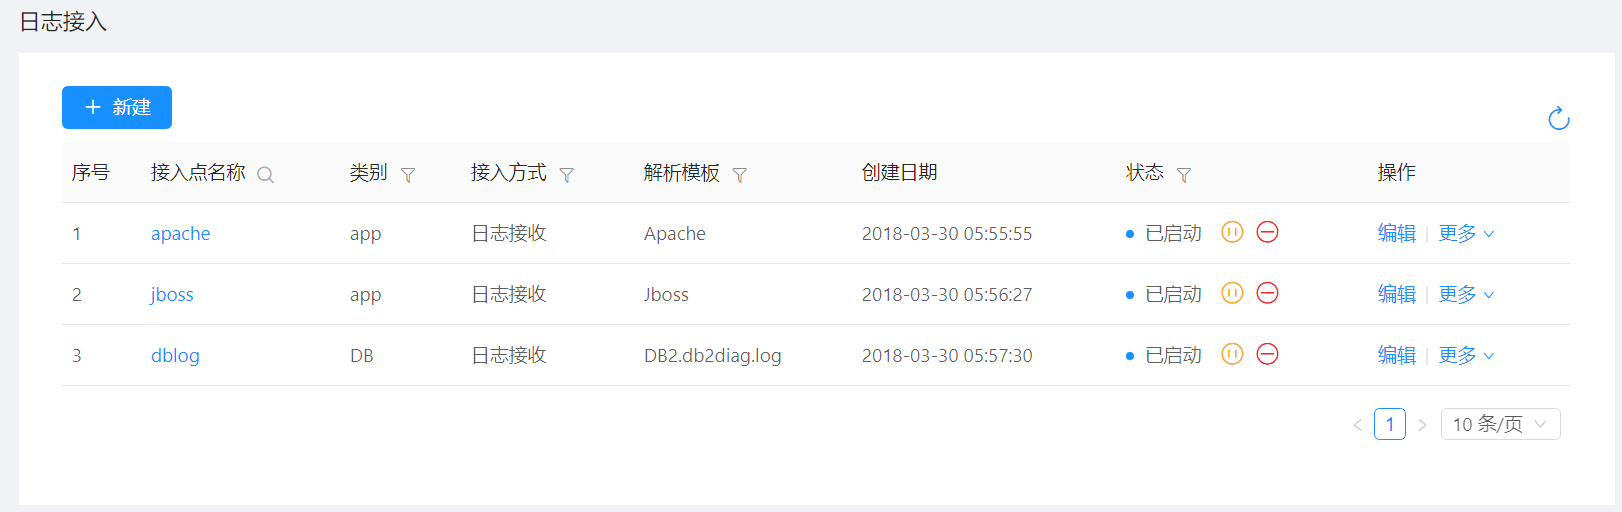 日志接入
新建
序号 接入点名称 类别 接入方式 解析模板 创建日期 状态 操作
1 apache app 日志接收 Apache 2018-03-30 05:55:55 已启动 编辑 更多
2 jboss app 日志接收 Jboss 2018-03-30 05:56:27 已启动 编辑 更多
3 dblog DB 日志接收 DB2.db2diag.log 2018-03-30 05:57:30 已启动 编辑 更多
1 10 条/页